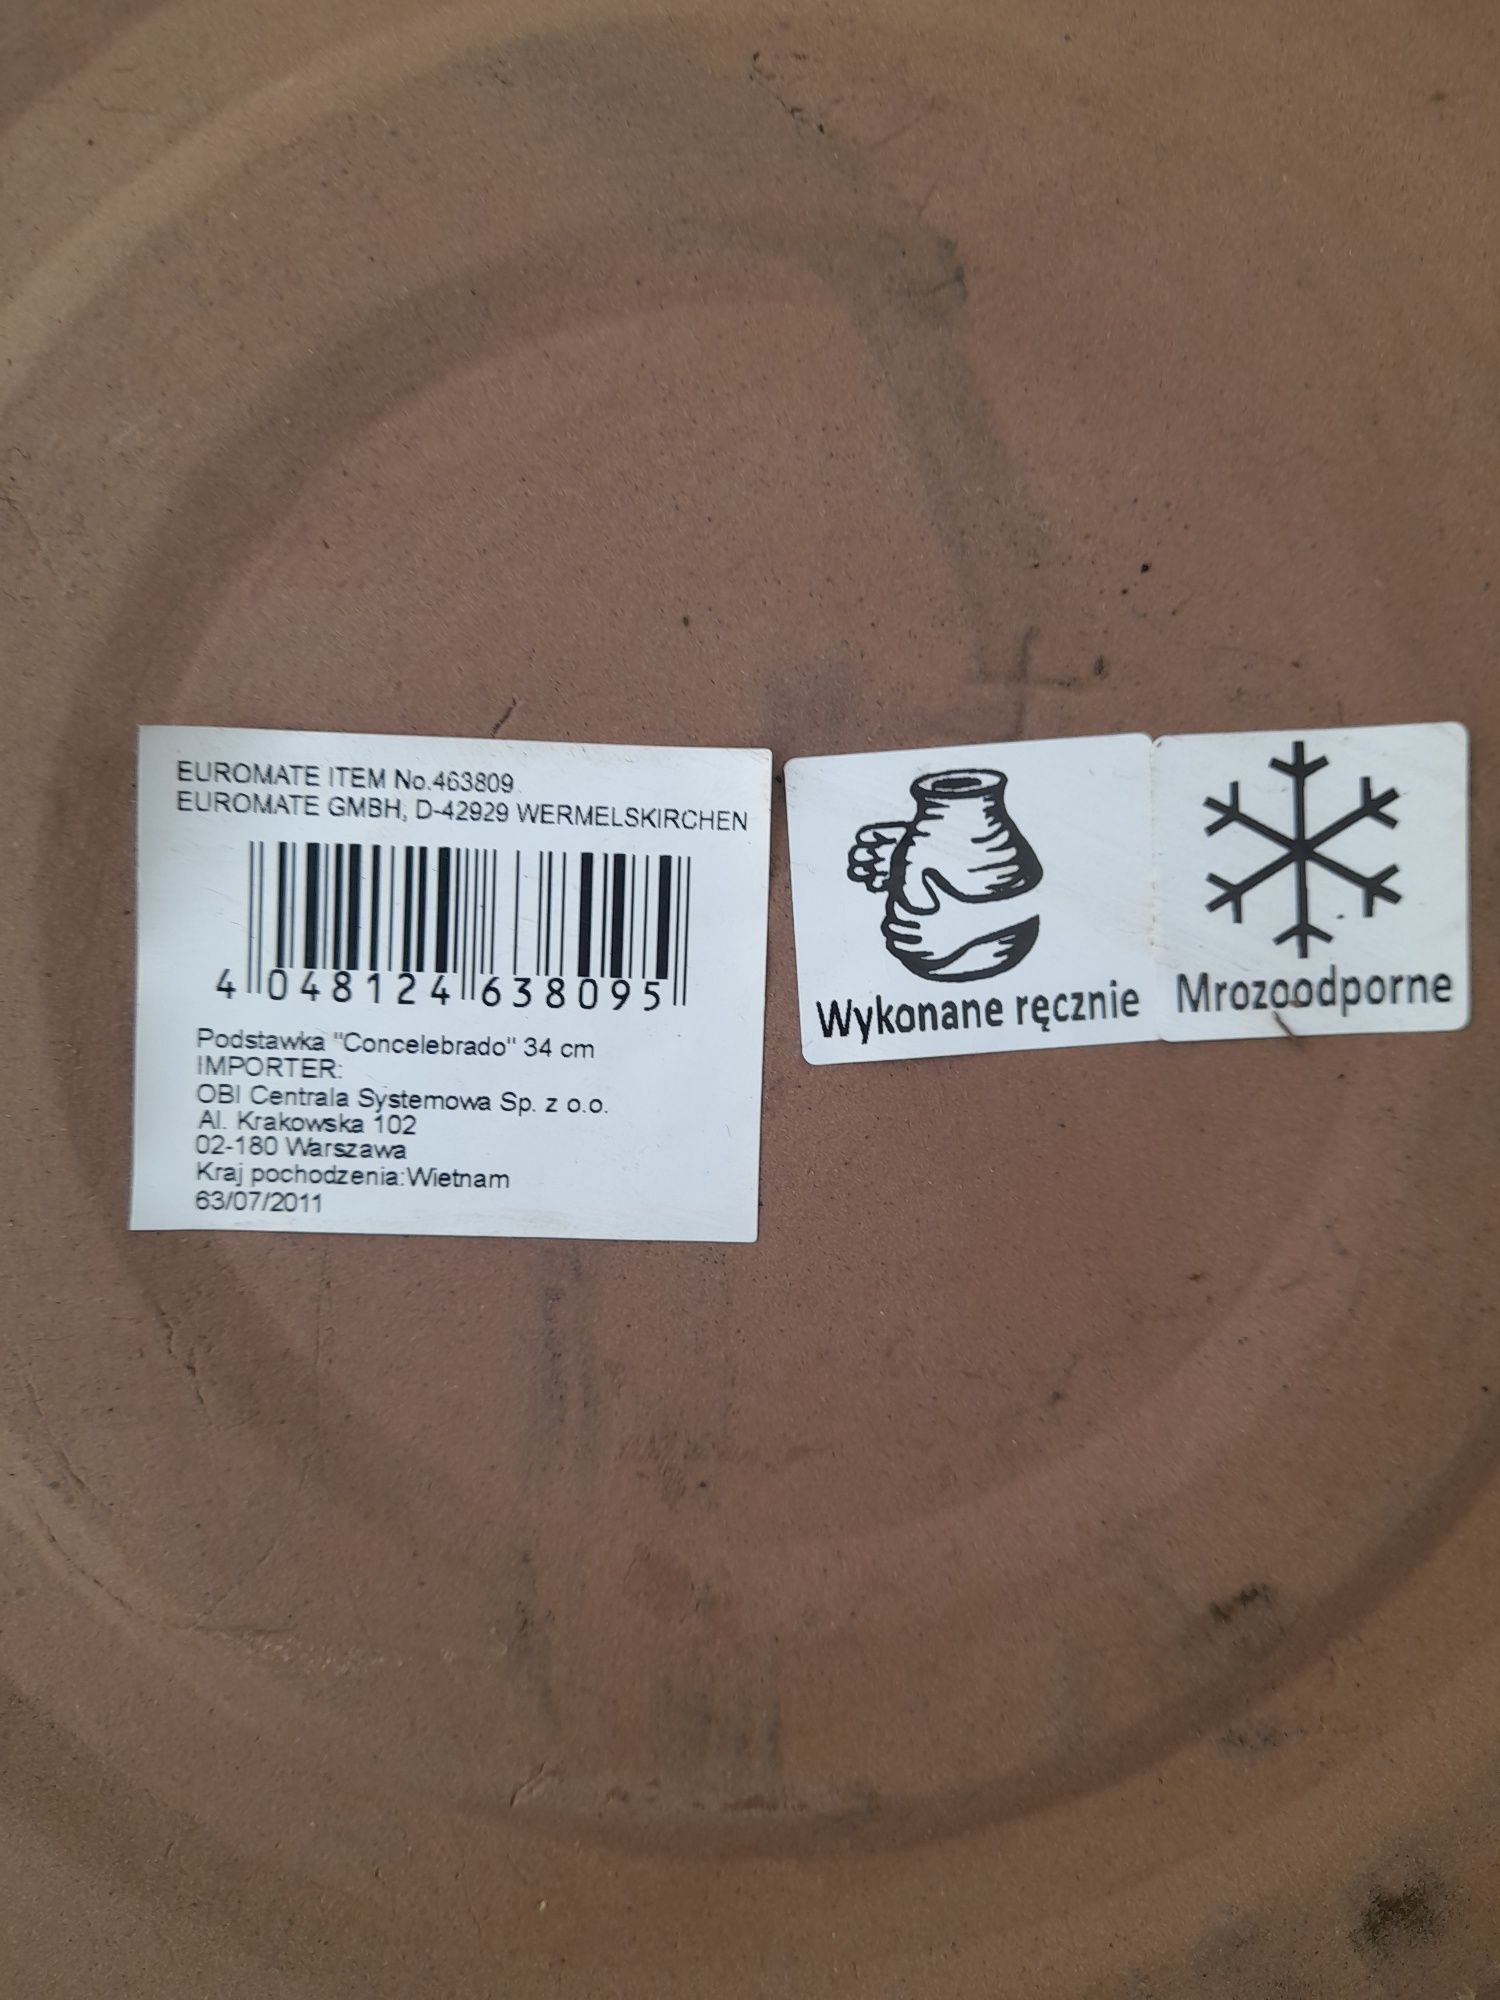 EUROMATE ITEM No.463809
EUROMATE GMBH, D-42929 WERMELSKIRCHEN
4 048124 638095
Podstawka "Concelebrado" 34 cm
IMPORTER:
OBI Centrala Systemowa Sp. z o.o.
Al. Krakowska 102
02-180 Warszawa
Kraj pochodzenia:Wietnam
63/07/2011
Wykonane ręcznie
Mrozoodporne